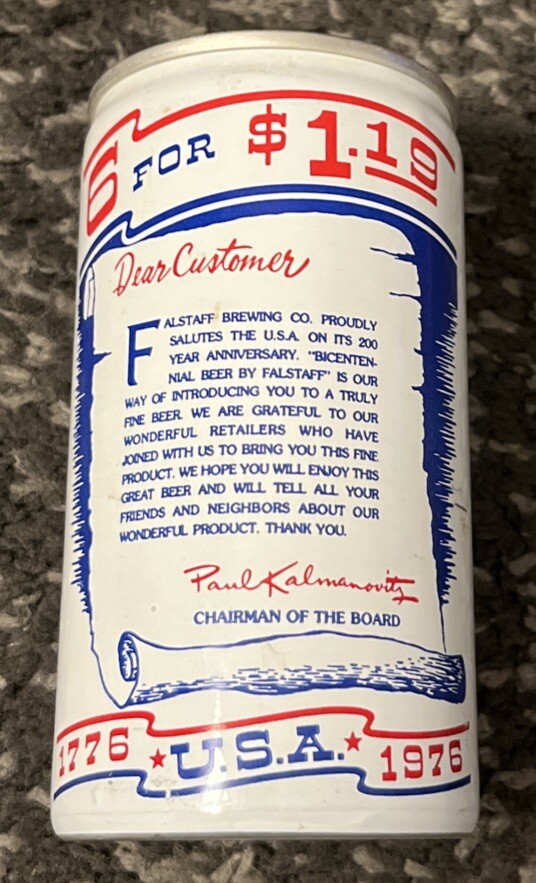 6 FOR $1.19
Dear Customer
FALSTAFF BREWING CO. PROUDLY
SALUTES THE U.S.A. ON ITS 200
YEAR ANNIVERSARY. "BICENTEN-
NIAL BEER BY FALSTAFF" IS OUR
WAY OF INTRODUCING YOU TO A TRULY
FINE BEER. WE ARE GRATEFUL TO OUR
WONDERFUL RETAILERS WHO HAVE
JOINED WITH US TO BRING YOU THIS FINE
PRODUCT. WE HOPE YOU WILL ENJOY THIS
GREAT BEER AND WILL TELL ALL YOUR
FRIENDS AND NEIGHBORS ABOUT OUR
WONDERFUL PRODUCT. THANK YOU.
Paul Kalmanovitz
CHAIRMAN OF THE BOARD
1776 ★U.S.A.★ 1976